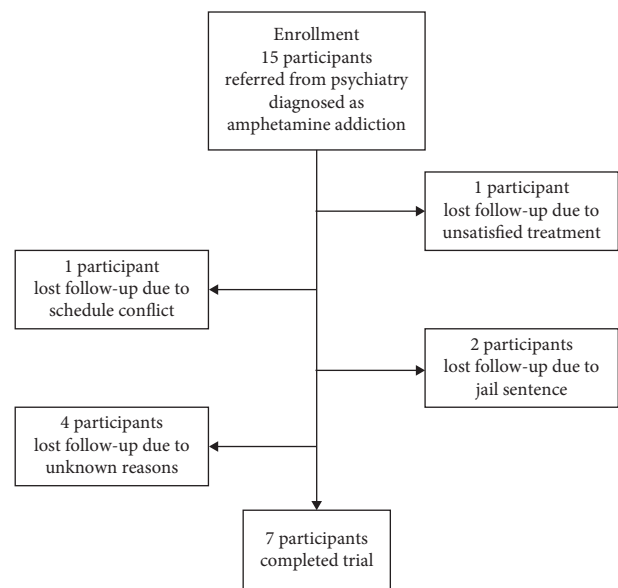 Enrollment
15 participants
referred from psychiatry
diagnosed as
amphetamine addiction
1 participant
lost follow-up due to
unsatisfied treatment
1 participant
lost follow-up due to
schedule conflict
2 participants
lost follow-up due to
jail sentence
4 participants
lost follow-up due to
unknown reasons
7 participants
completed trial